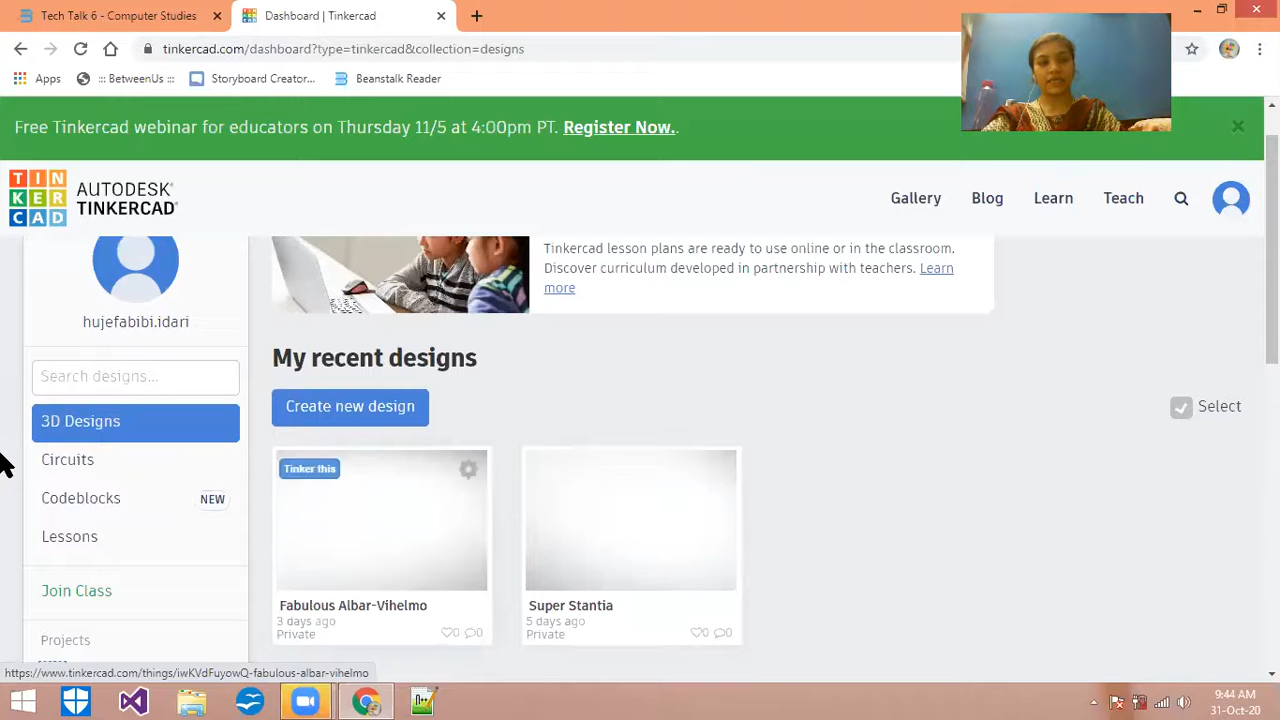 Tech Talk 6 - Computer Studies
Dashboard | Tinkercad
tinkercad.com/dashboard?type=tinkercad&collection=designs
Apps
::: BetweenUs :::
Storyboard Creator...
Beanstalk Reader
Free Tinkercad webinar for educators on Thursday 11/5 at 4:00pm PT. Register Now..
TIN
KER
CAD
AUTODESK®
TINKERCAD®
Gallery
Blog
Learn
Teach
hujefabibi.idari
Search designs...
3D Designs
Circuits
Codeblocks
NEW
Lessons
Join Class
Projects
Tinkercad lesson plans are ready to use online or in the classroom.
Discover curriculum developed in partnership with teachers. Learn
more
My recent designs
Create new design
Select
Tinker this
Fabulous Albar-Vihelmo
3 days ago
Private
0
0
Super Stantia
5 days ago
Private
0
0
https://www.tinkercad.com/things/iwKVdFuyowQ-fabulous-albar-vihelmo
9:44 AM
31-Oct-20